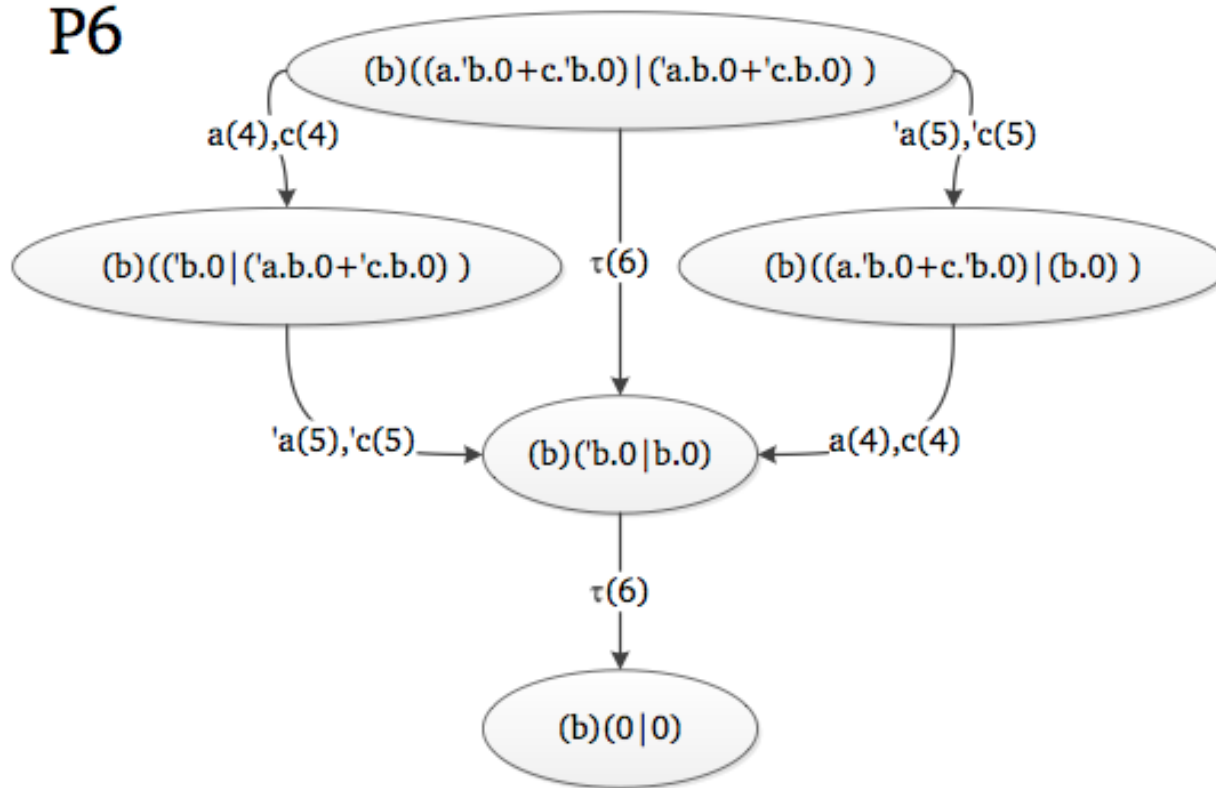 P6
(b)((a.'b.0+c.'b.0)|('a.b.0+'c.b.0) )
a(4),c(4)
'a(5),'c(5)
(b)(('b.0|('a.b.0+'c.b.0) )
τ(6)
(b)((a.'b.0+c.'b.0)|(b.0) )
'a(5),'c(5)
(b)('b.0|b.0)
a(4),c(4)
τ(6)
(b)(0|0)